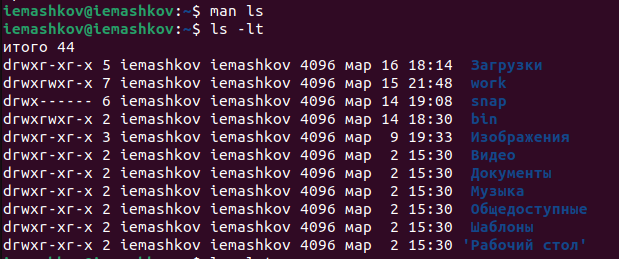 iemashkov@iemashkov:~$ man ls
iemashkov@iemashkov:~$ ls -lt
итого 44
drwxr-xr-x 5 iemashkov iemashkov 4096 мар 16 18:14  Загрузки
drwxrwxr-x 7 iemashkov iemashkov 4096 мар 15 21:48  work
drwx------ 6 iemashkov iemashkov 4096 мар 14 19:08  snap
drwxrwxr-x 2 iemashkov iemashkov 4096 мар 14 18:30  bin
drwxr-xr-x 3 iemashkov iemashkov 4096 мар  9 19:33  Изображения
drwxr-xr-x 2 iemashkov iemashkov 4096 мар  2 15:30  Видео
drwxr-xr-x 2 iemashkov iemashkov 4096 мар  2 15:30  Документы
drwxr-xr-x 2 iemashkov iemashkov 4096 мар  2 15:30  Музыка
drwxr-xr-x 2 iemashkov iemashkov 4096 мар  2 15:30  Общедоступные
drwxr-xr-x 2 iemashkov iemashkov 4096 мар  2 15:30  Шаблоны
drwxr-xr-x 2 iemashkov iemashkov 4096 мар  2 15:30 'Рабочий стол'